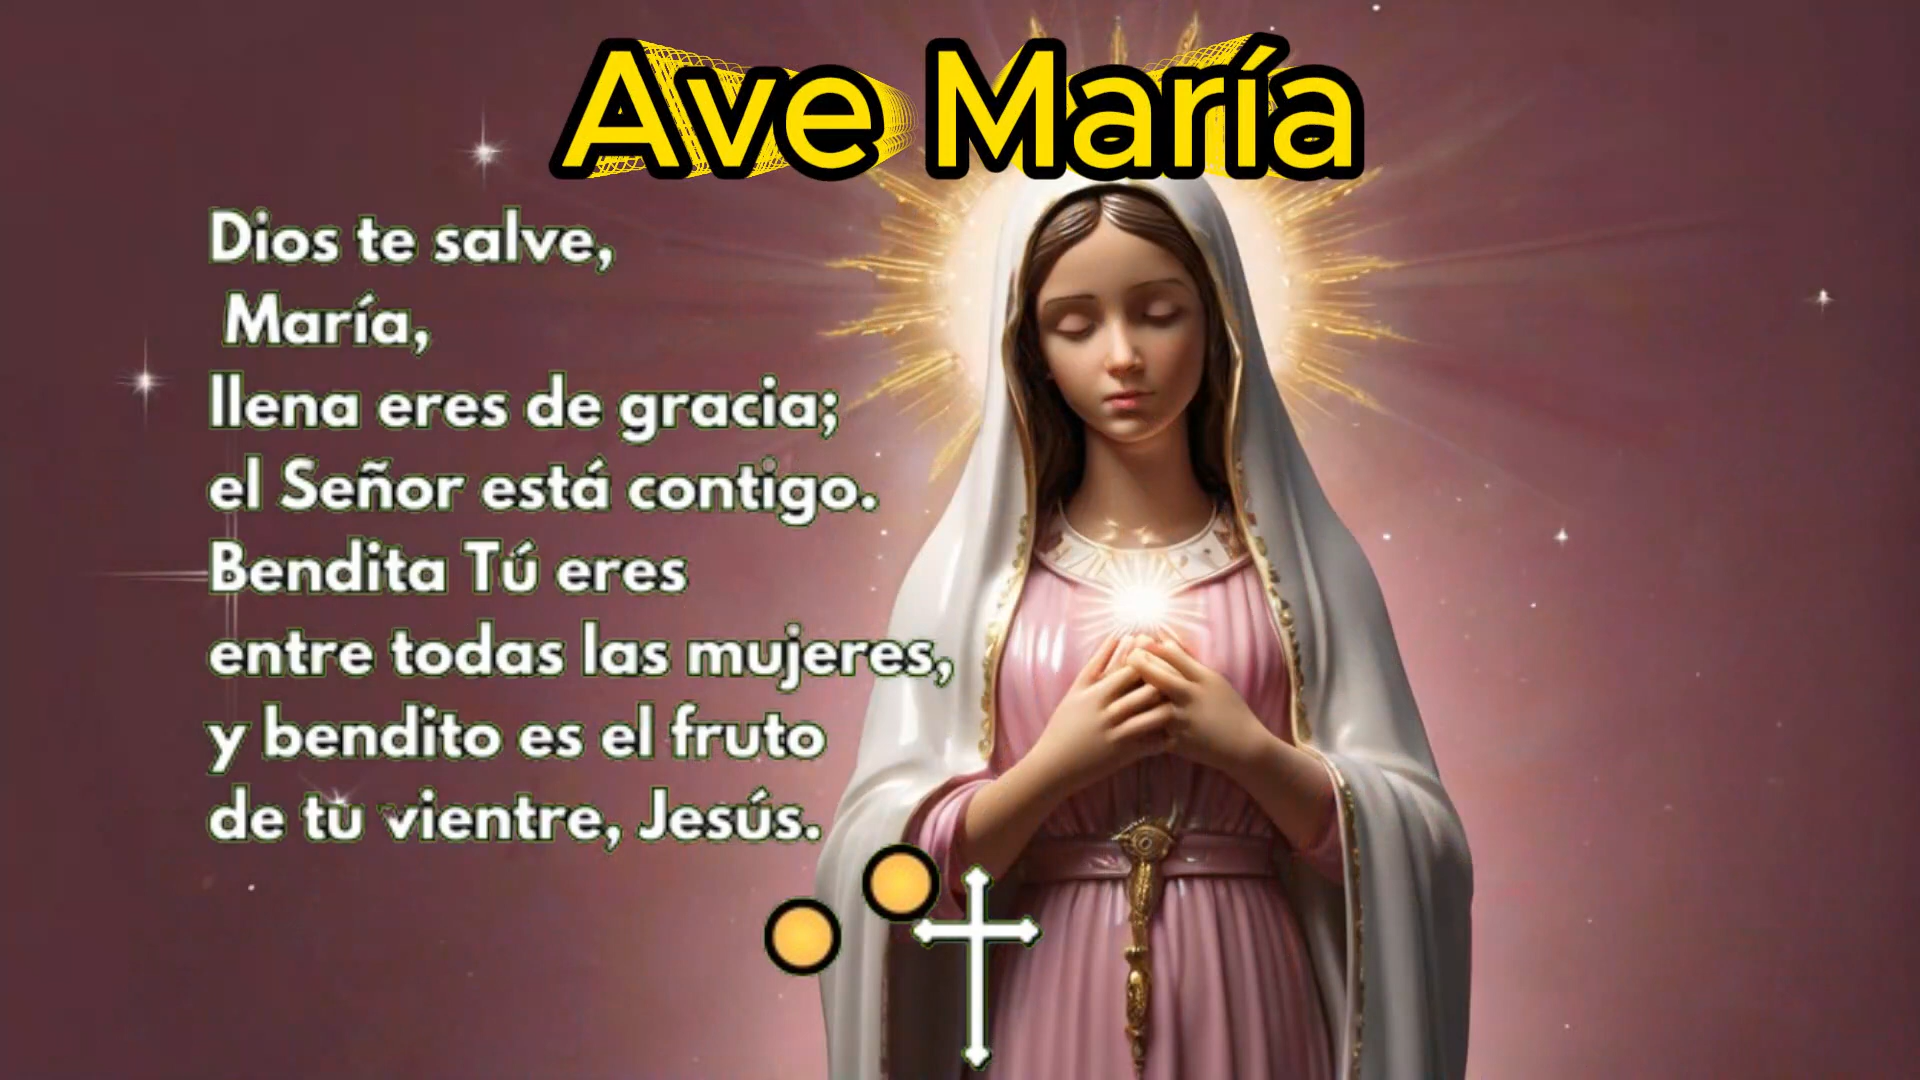 Ave María
Dios te salve,
María,
llena eres de gracia;
el Señor está contigo.
Bendita Tú eres
entre todas las mujeres,
y bendito es el fruto
de tu vientre, Jesús.